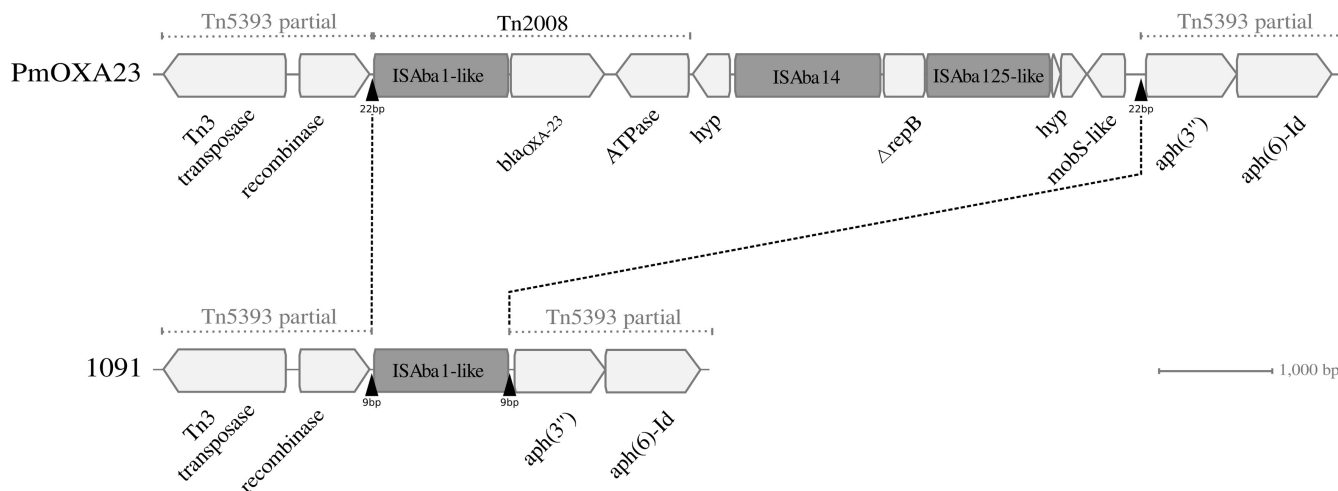 Tn5393 partial
Tn2008
Tn5393 partial
PmOXA23
ISAba1-like
ISAba14
ISAba125-like
22bp
22bp
Tn3
transposase
recombinase
blaOXA-23
ATPase
hyp
△repB
hyp
mobS-like
aph(3")
aph(6)-Id
Tn5393 partial
Tn5393 partial
1091
ISAba1-like
1,000 bp
9bp
9bp
Tn3
transposase
recombinase
aph(3")
aph(6)-Id